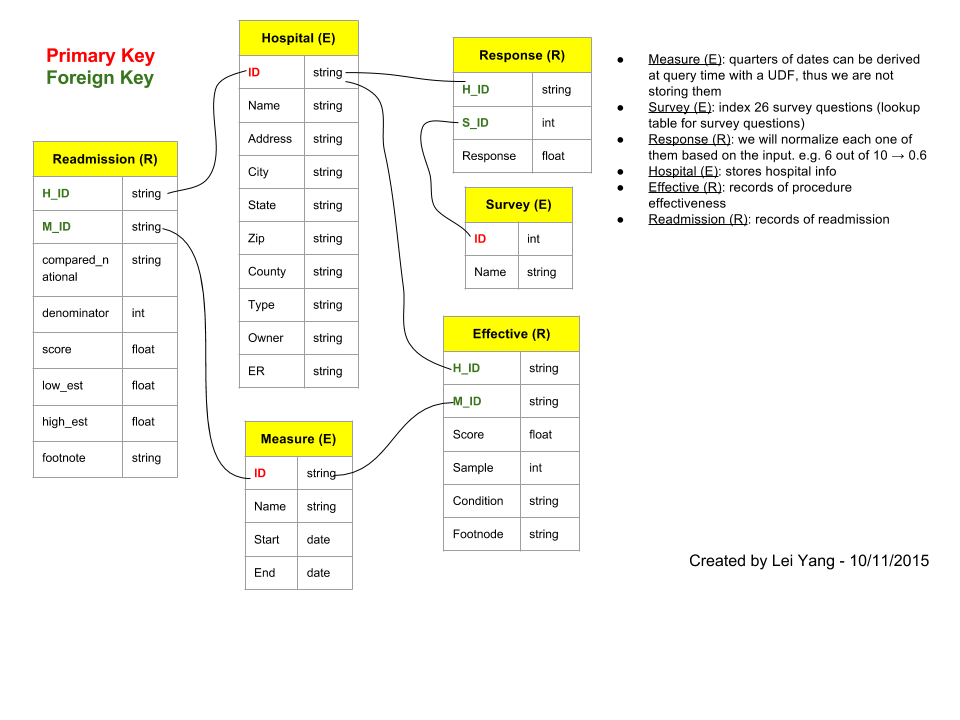 Primary Key
Foreign Key
Readmission (R)
H_ID string
M_ID string
compared_n string
ational
denominator int
score float
low_est float
high_est float
footnote string
Hospital (E)
ID string
Name string
Address string
City string
State string
Zip string
County string
Type string
Owner string
ER string
Measure (E)
ID string
Name string
Start date
End date
Response (R)
H_ID string
S_ID int
Response float
Survey (E)
ID int
Name string
Effective (R)
H_ID string
M_ID string
Score float
Sample int
Condition string
Footnode string
● Measure (E): quarters of dates can be derived
at query time with a UDF, thus we are not
storing them
● Survey (E): index 26 survey questions (lookup
table for survey questions)
● Response (R): we will normalize each one of
them based on the input. e.g. 6 out of 10 → 0.6
● Hospital (E): stores hospital info
● Effective (R): records of procedure
effectiveness
● Readmission (R): records of readmission
Created by Lei Yang - 10/11/2015